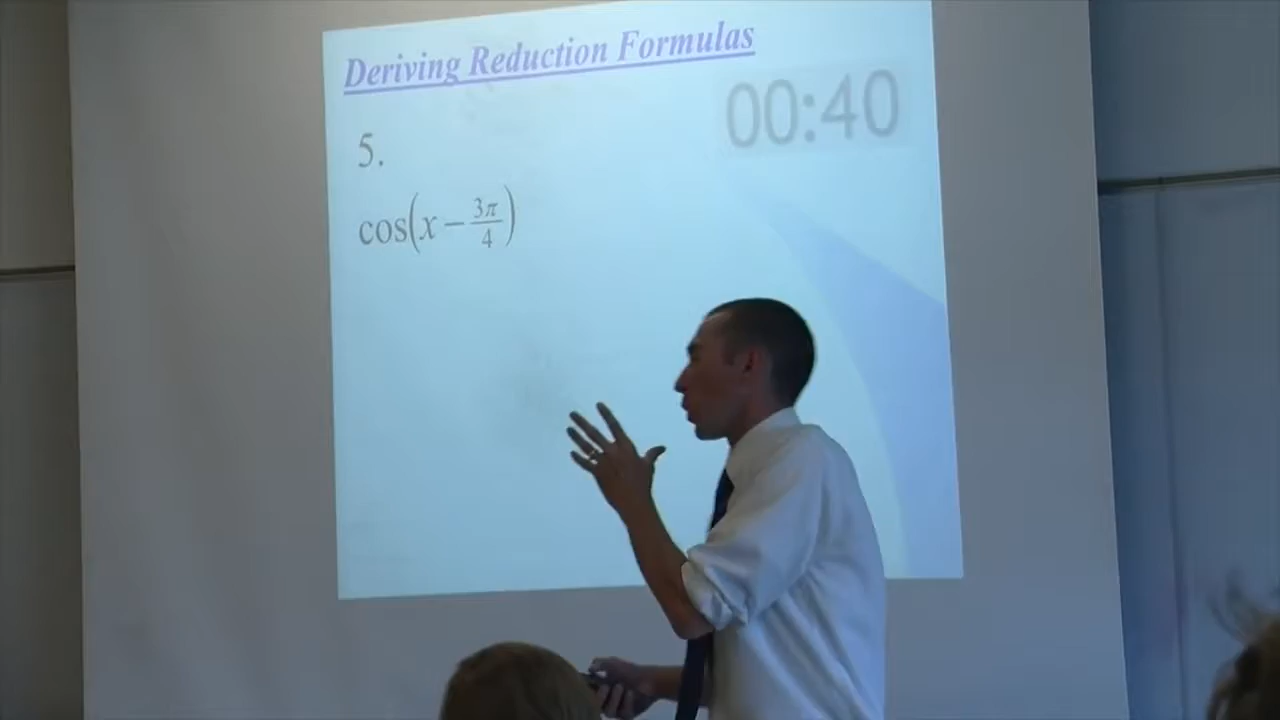 Deriving Reduction Formulas
00:40
5.
cos(x − 3π/4)